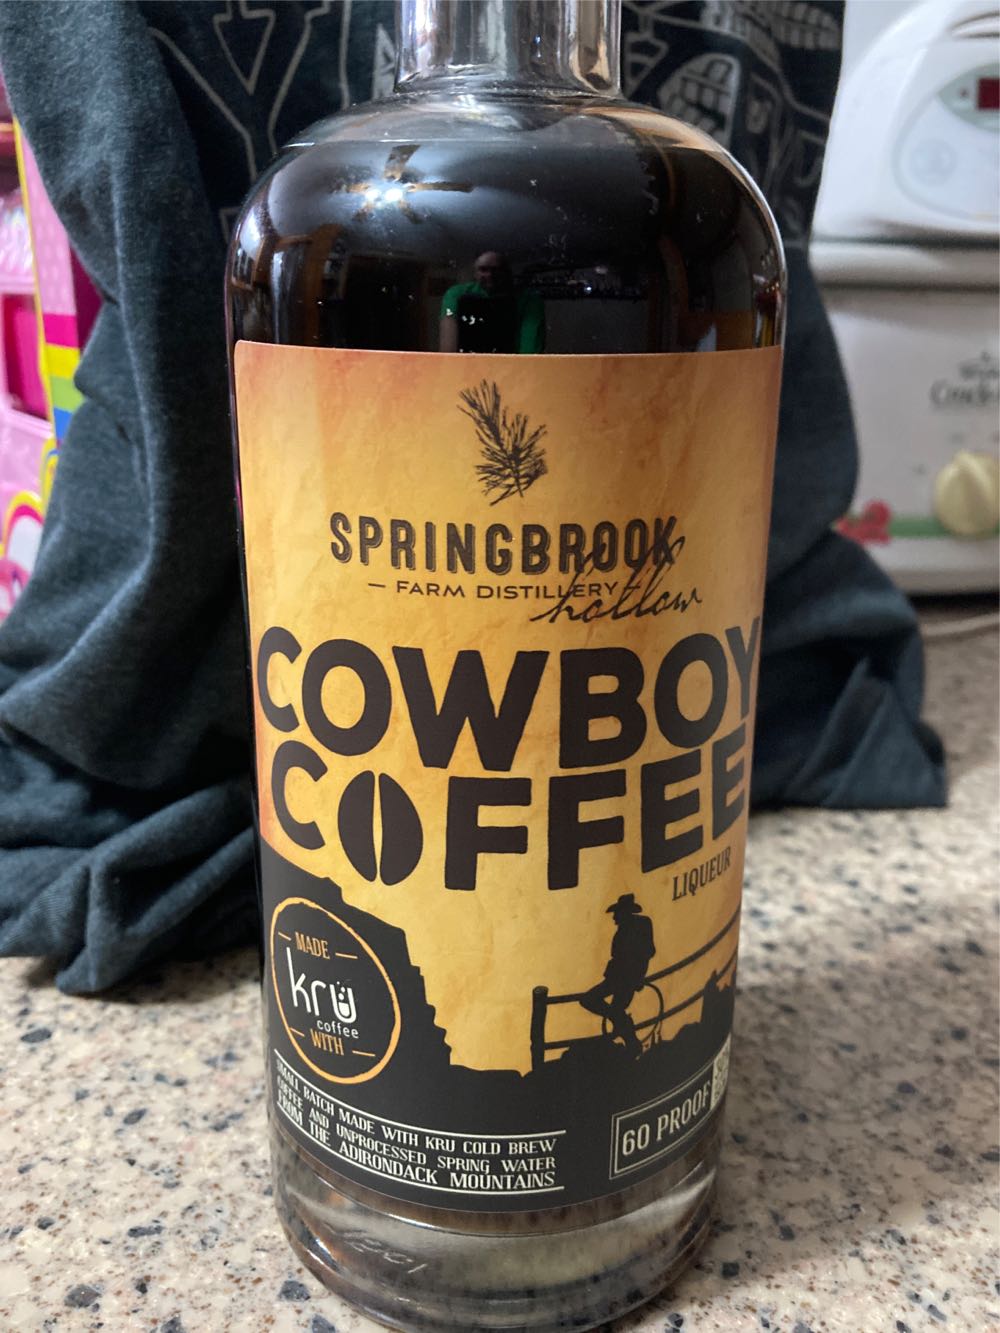 SPRINGBROOK
hollow
— FARM DISTILLERY —
COWBOY
COFFEE
LIQUEUR
— MADE —
kru
coffee
— WITH —
SMALL BATCH MADE WITH KRU COLD BREW
COFFEE AND UNPROCESSED SPRING WATER
FROM THE ADIRONDACK MOUNTAINS
60 PROOF